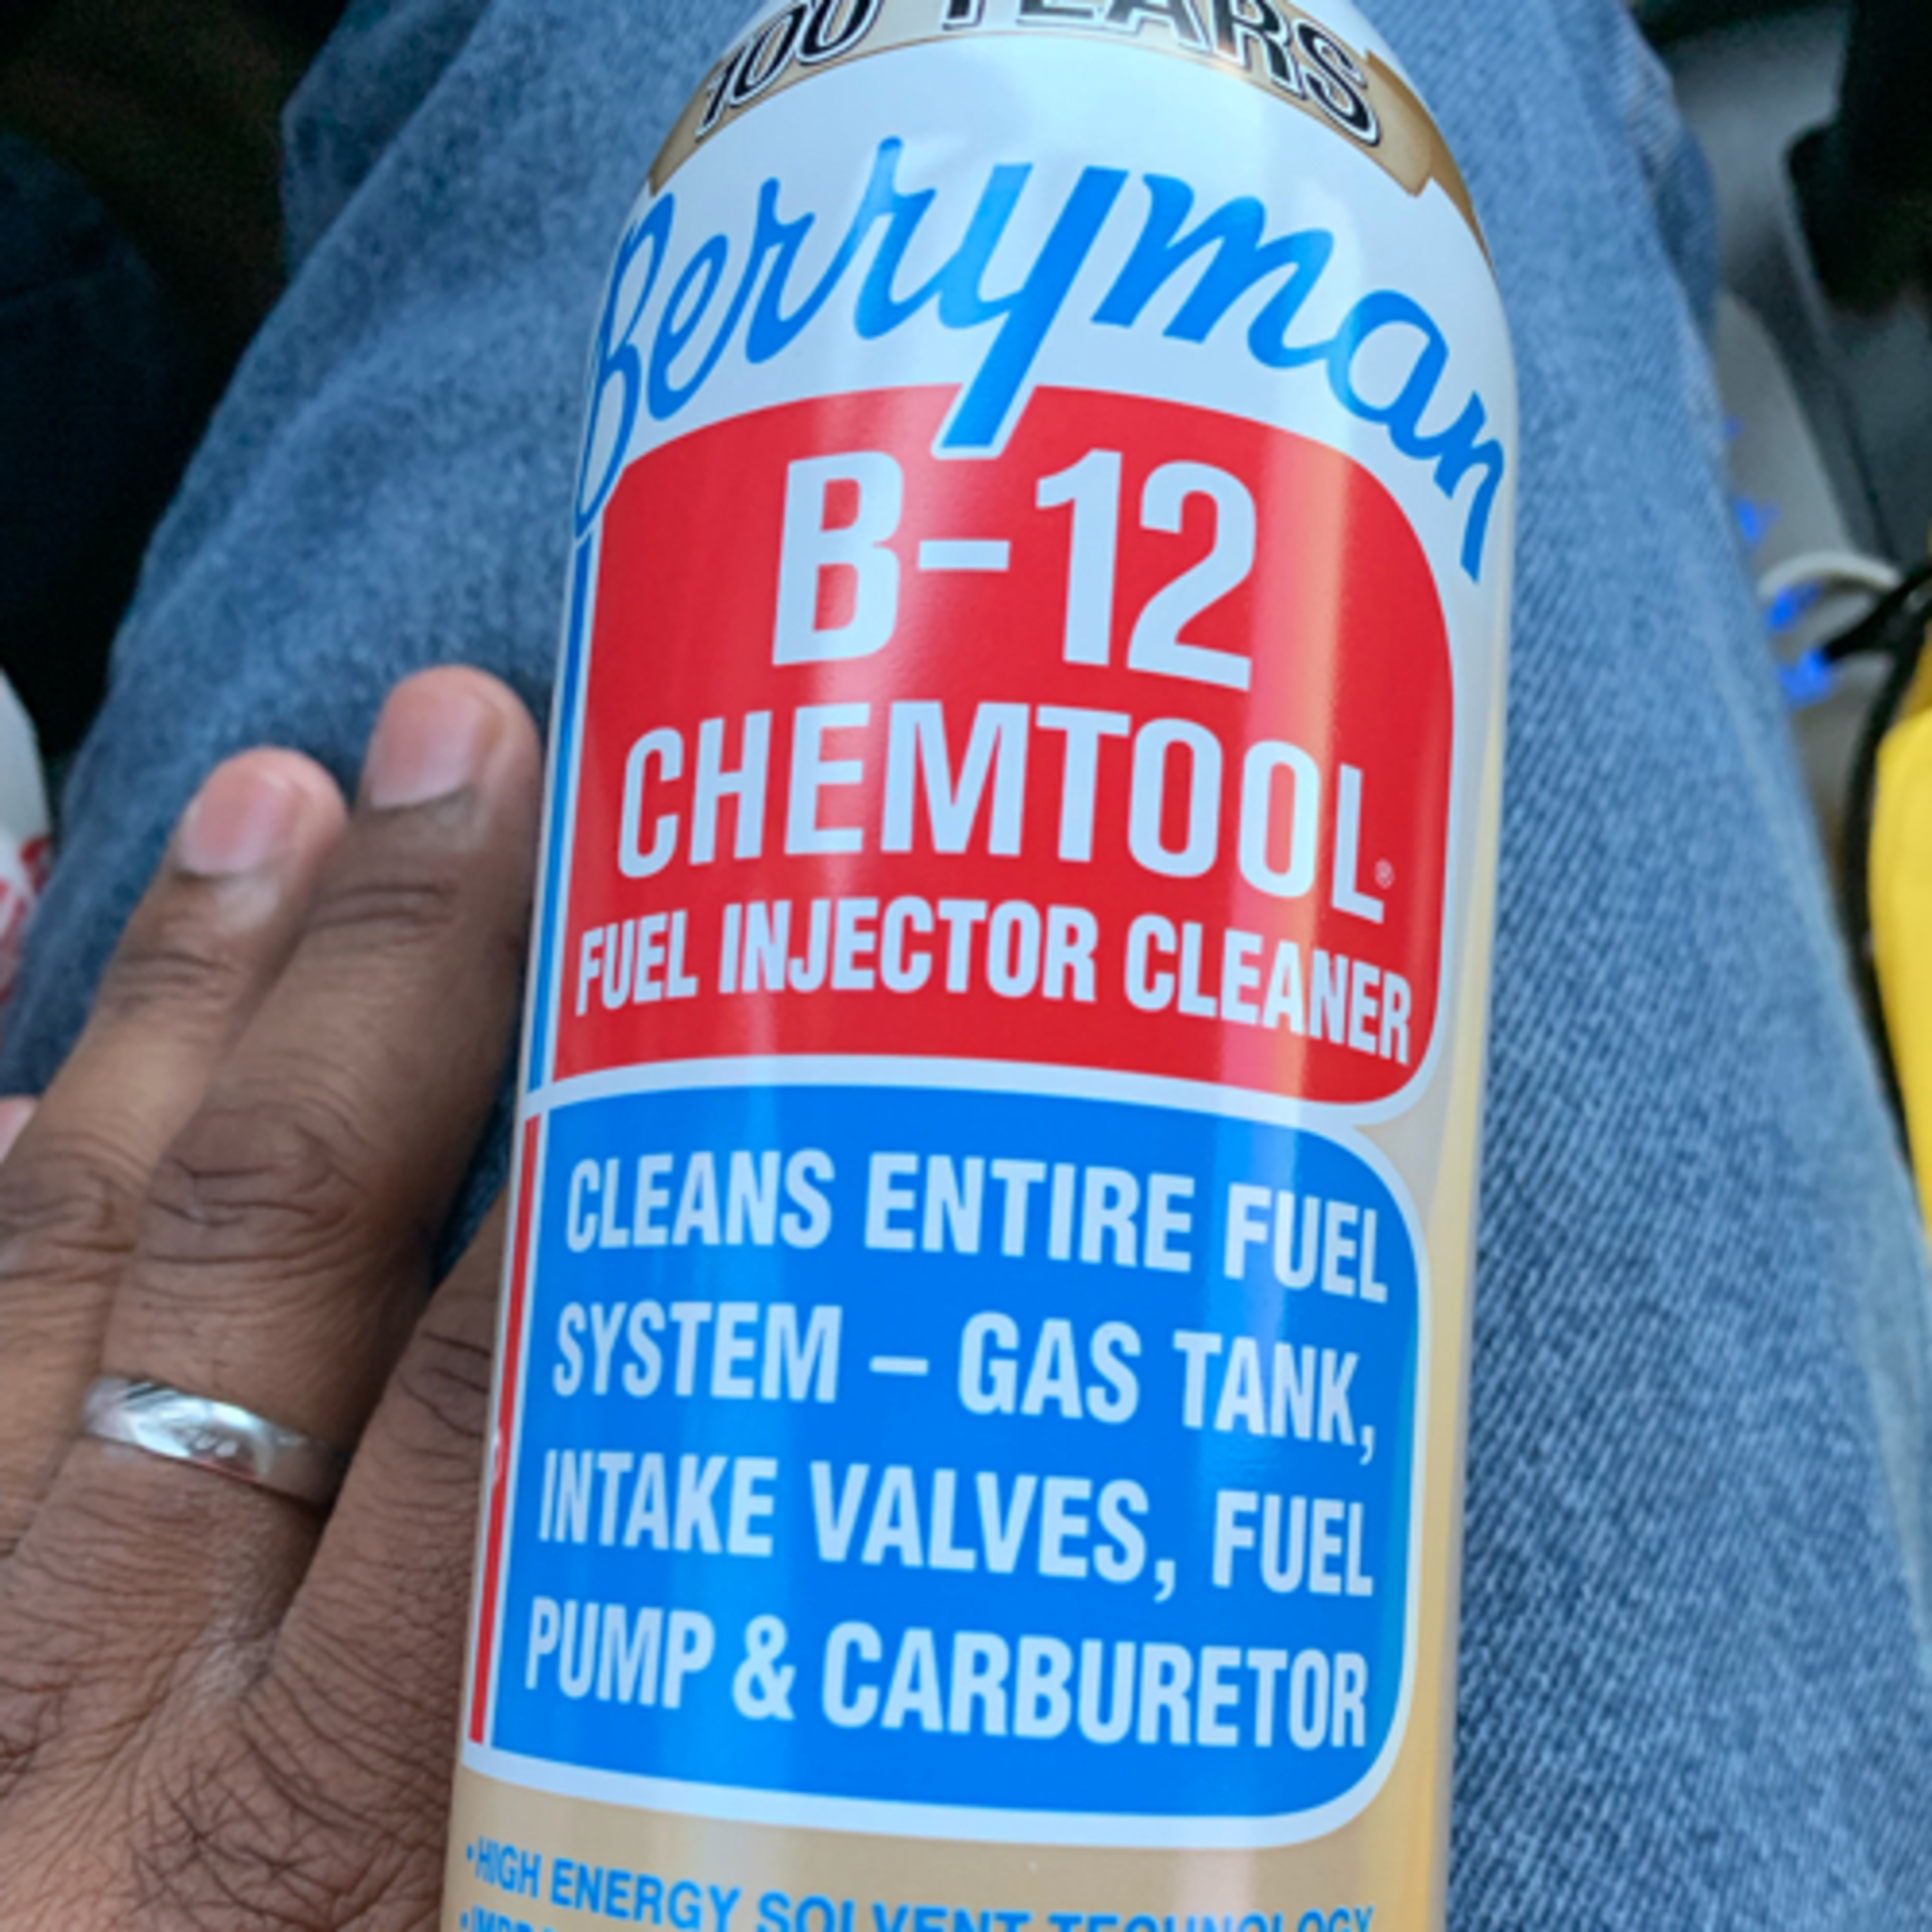 100 YEARS
Berryman
B-12
CHEMTOOL®
FUEL INJECTOR CLEANER
CLEANS ENTIRE FUEL
SYSTEM – GAS TANK,
INTAKE VALVES, FUEL
PUMP & CARBURETOR
•HIGH ENERGY SOLVENT TECHNOLOGY